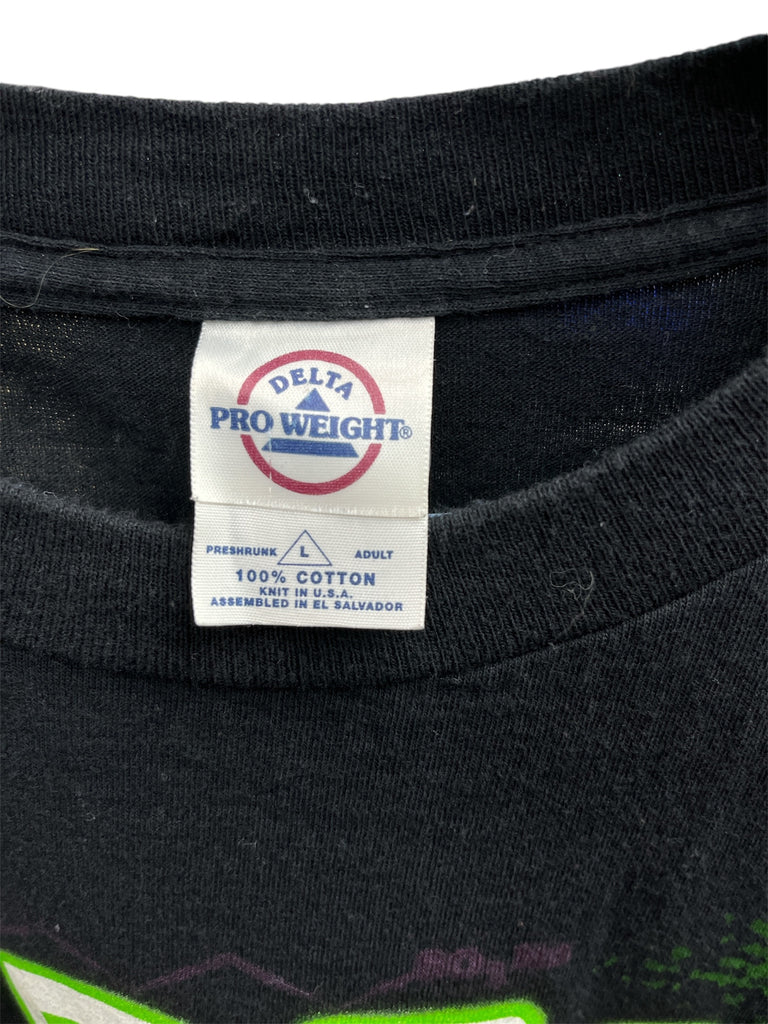 DELTA
PRO WEIGHT®
PRESHRUNK L ADULT
100% COTTON
KNIT IN U.S.A.
ASSEMBLED IN EL SALVADOR